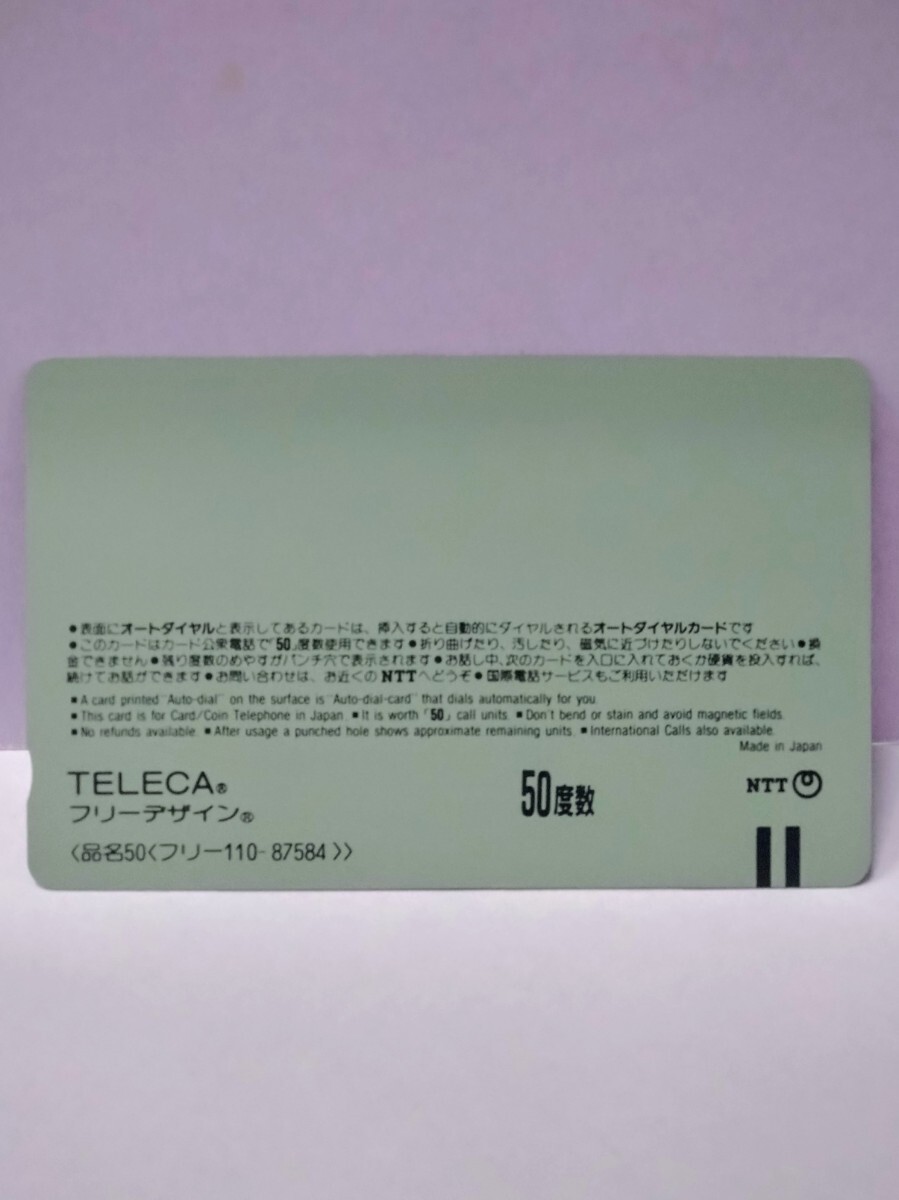 ●表面にオートダイヤルと表示してあるカードは、挿入すると自動的にダイヤルされるオートダイヤルカードです
●このカードはカード公衆電話で「50」度数使用できます●折り曲げたり、汚したり、磁気に近づけたりしないでください●換
金できません●残り度数のめやすがパンチ穴で表示されます●お話し中、次のカードを入口に入れておくか硬貨を投入すれば、
続けてお話ができます●お問い合わせは、お近くのNTTへどうぞ●国際電話サービスもご利用いただけます
■A card printed "Auto-dial" on the surface is "Auto-dial-card" that dials automatically for you.
■This card is for Card/Coin Telephone in Japan. ■It is worth「50」call units. ■Don't bend or stain and avoid magnetic fields.
■No refunds available. ■After usage a punched hole shows approximate remaining units. ■International Calls also available.
Made in Japan
TELECA®
フリーデザイン®
50度数
NTT
〈品名50〈フリー110-87584〉〉